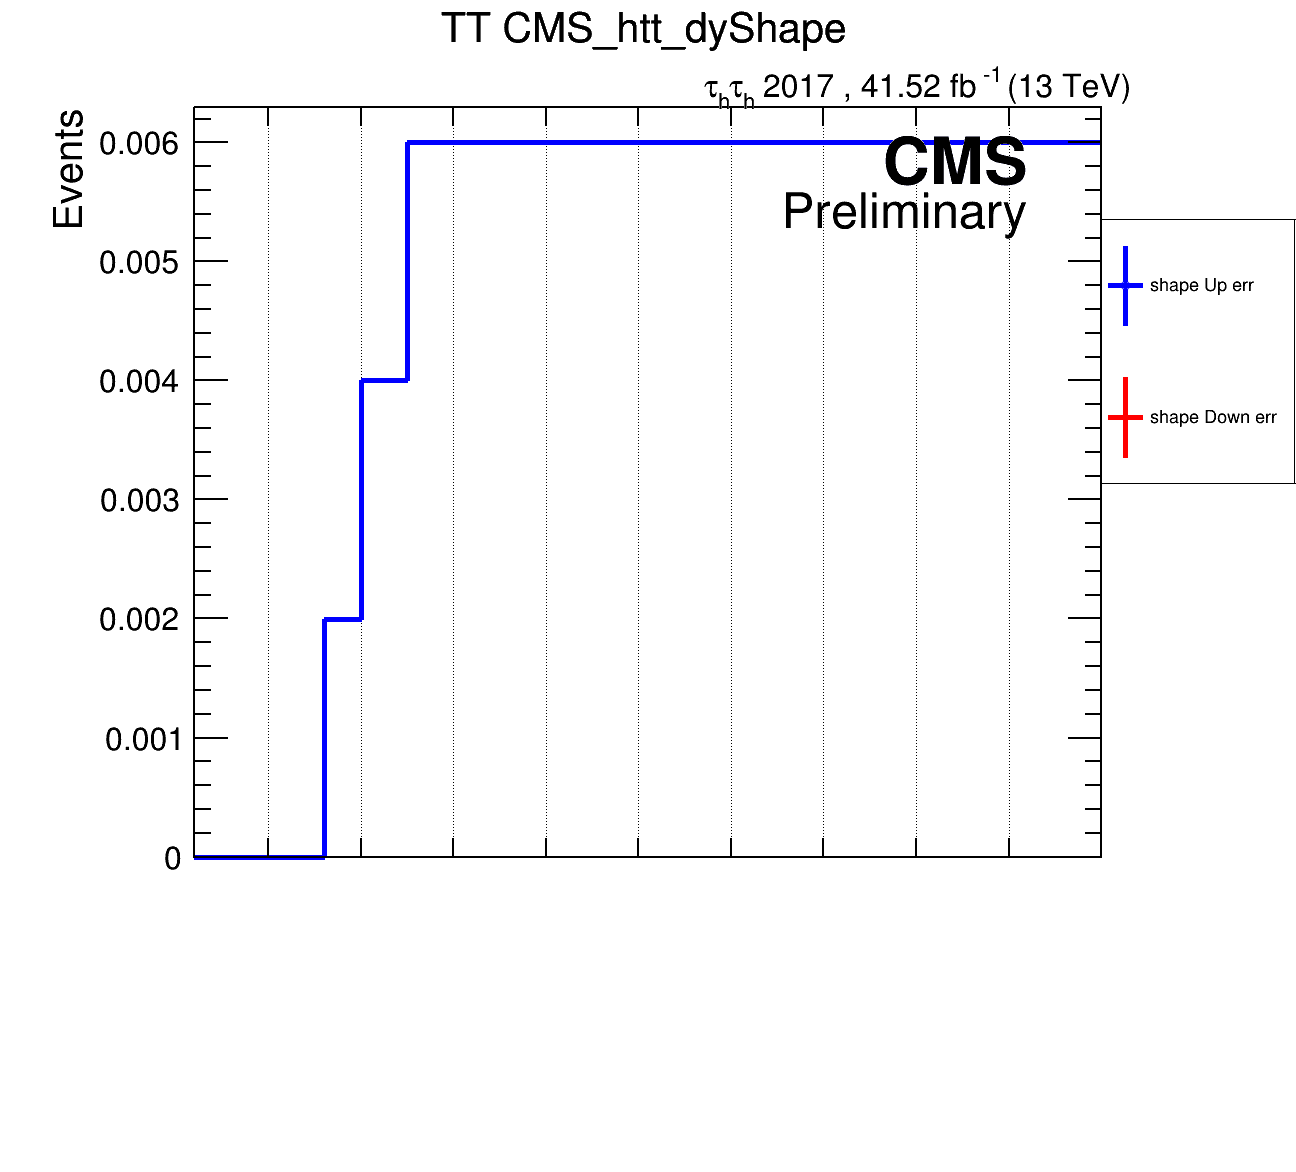 TT CMS_htt_dyShape
τhτh 2017 , 41.52 fb -1 (13 TeV)
Events
CMS
Preliminary
0.006
0.005
0.004
0.003
0.002
0.001
0
shape Up err
shape Down err